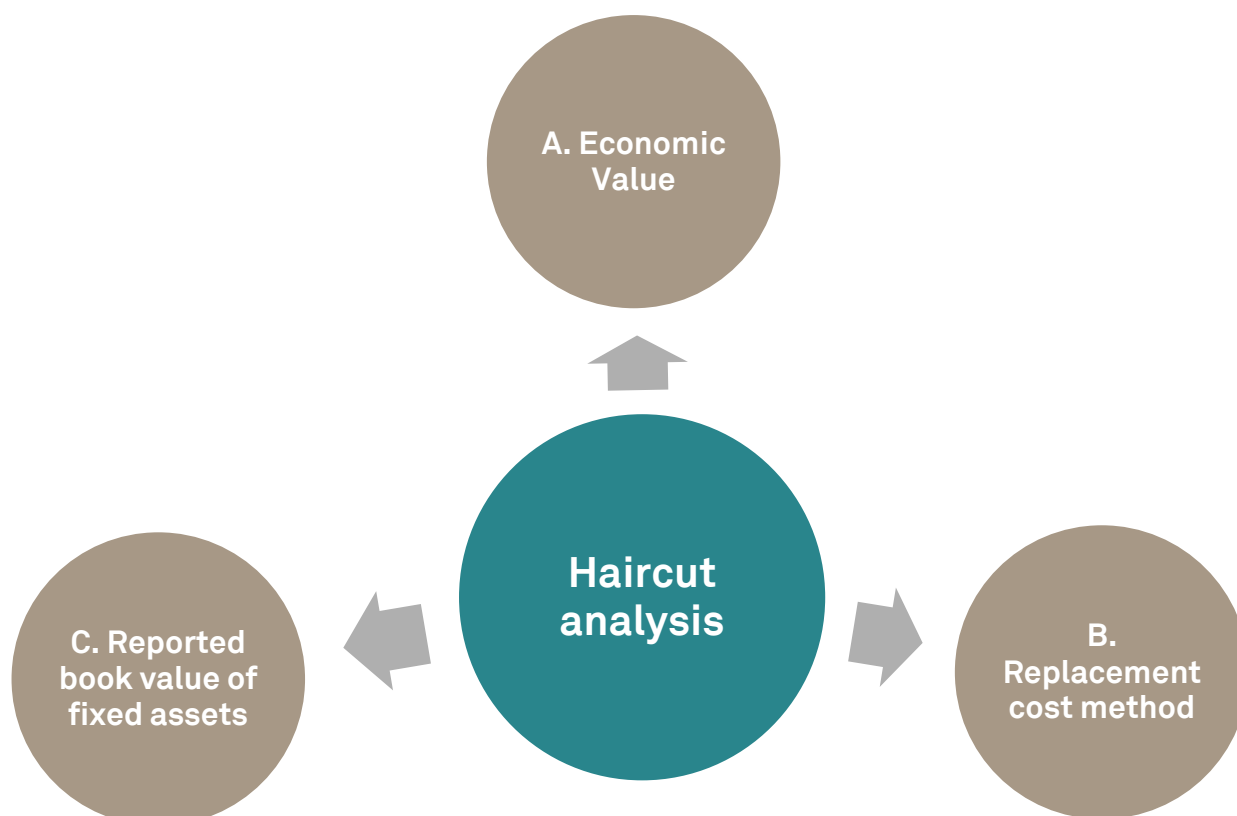 A. Economic
Value
Haircut
analysis
C. Reported
book value of
fixed assets
B.
Replacement
cost method